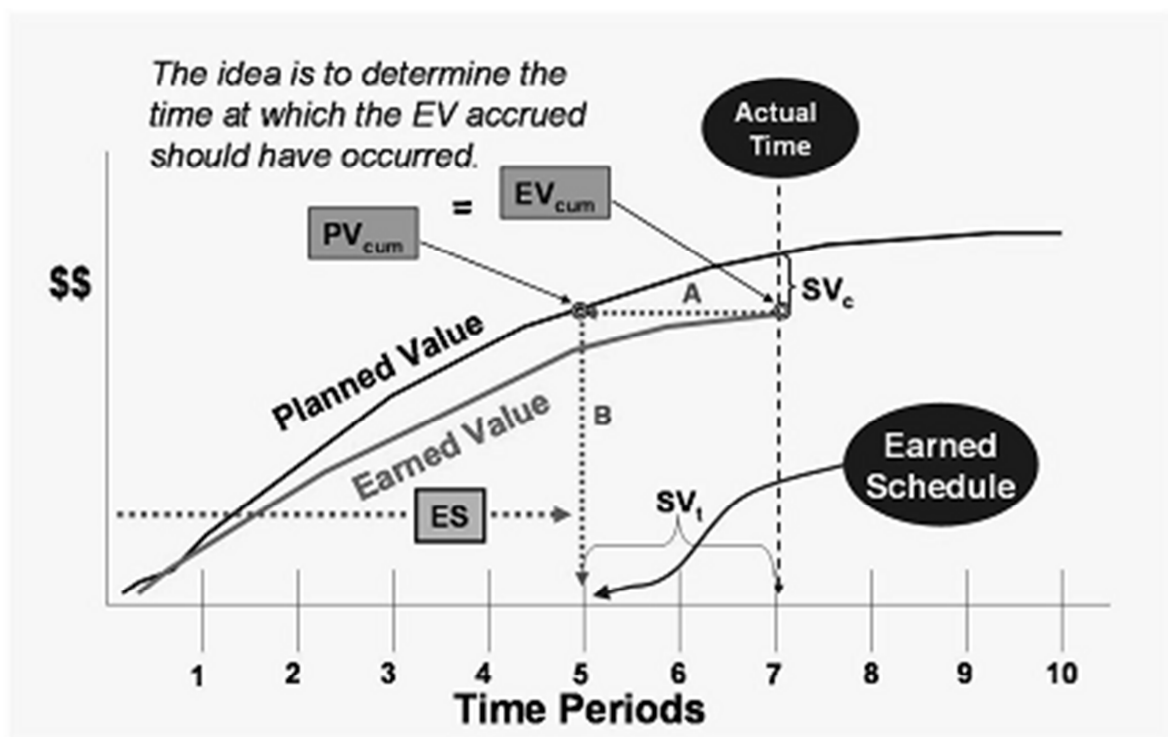 The idea is to determine the
time at which the EV accrued
should have occurred.
Actual
Time
EVcum
=
PVcum
$$
A
SVc
Planned Value
B
Earned Value
Earned
Schedule
ES
SVt
1 2 3 4 5 6 7 8 9 10
Time Periods